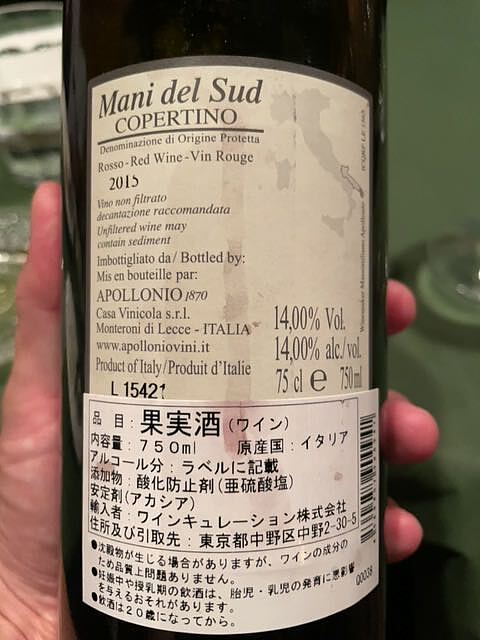 Mani del Sud
COPERTINO
Denominazione di Origine Protetta
Rosso - Red Wine - Vin Rouge
2015
Vino non filtrato
decantazione raccomandata
Unfiltered wine may
contain sediment
Imbottigliato da / Bottled by:
Mis en bouteille par:
APOLLONIO 1870
Casa Vinicola s.r.l.
Monteroni di Lecce - ITALIA
www.apolloniovini.it
Product of Italy / Produit d'Italie
L 15421
14,00% Vol.
14,00% alc./vol.
75 cl e 750 ml
Winemaker Massimiliano Apollonio
品 目:果実酒(ワイン)
内容量:750ml 原産国:イタリア
アルコール分:ラベルに記載
添加物:酸化防止剤(亜硫酸塩)
安定剤(アカシア)
輸入者:ワインキュレーション株式会社
住所及び引取先:東京都中野区中野2-30-5
●沈殿物が生じる場合がありますが、ワインの成分の
ため品質上問題ありません。
●妊娠中や授乳期の飲酒は、胎児・乳児の発育に悪影響
を与えるおそれがあります。
●飲酒は20歳になってから。
00038